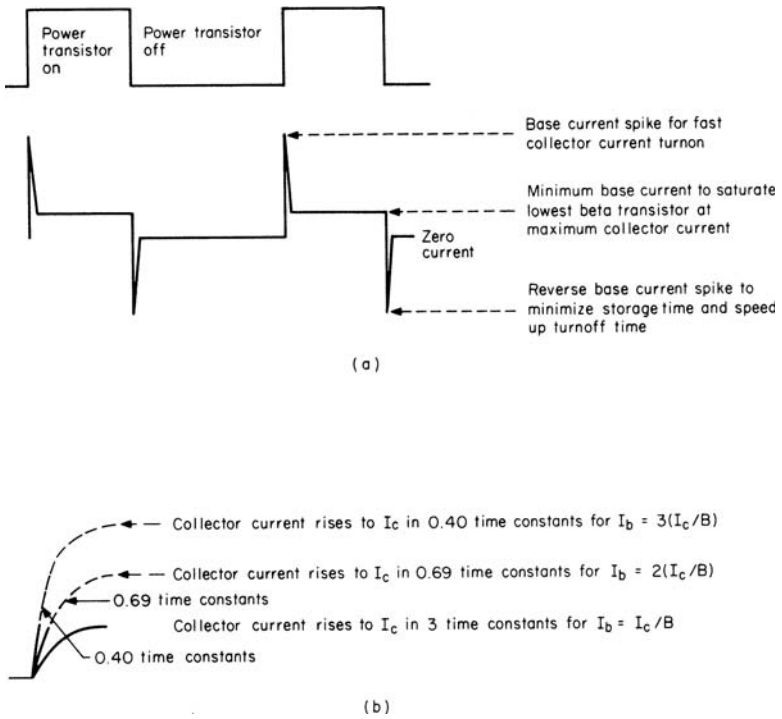 Power
transistor
on
Power transistor
off
Base current spike for fast
collector current turnon
Minimum base current to saturate
lowest beta transistor at
maximum collector current
Zero
current
Reverse base current spike to
minimize storage time and speed
up turnoff time
(a)
Collector current rises to Ic in 0.40 time constants for Ib = 3(Ic/B)
Collector current rises to Ic in 0.69 time constants for Ib = 2(Ic/B)
0.69 time constants
Collector current rises to Ic in 3 time constants for Ib = Ic/B
0.40 time constants
(b)